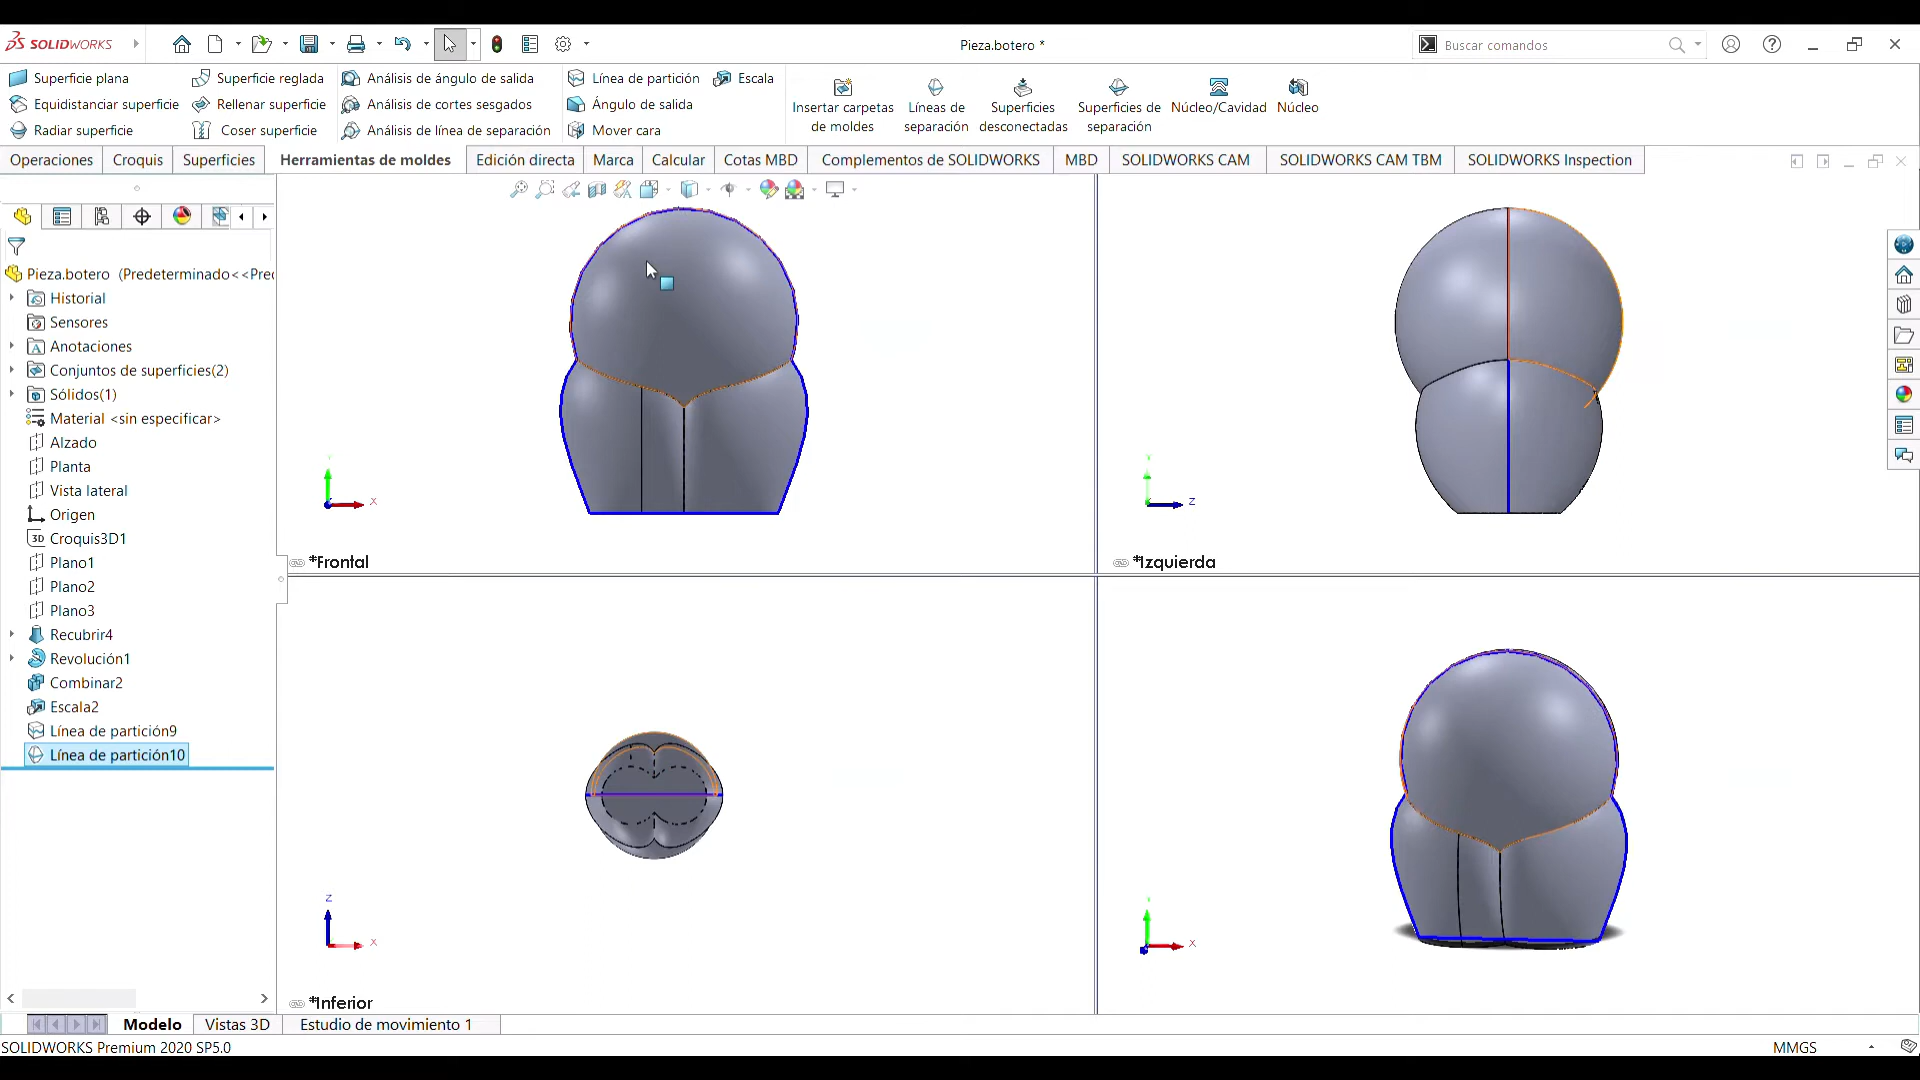 SOLIDWORKS
Pieza.botero *
Buscar comandos
Superficie plana
Superficie reglada
Análisis de ángulo de salida
Línea de partición
Escala
Equidistanciar superficie
Rellenar superficie
Análisis de cortes sesgados
Ángulo de salida
Radiar superficie
Coser superficie
Análisis de línea de separación
Mover cara
Insertar carpetas de moldes
Líneas de separación
Superficies desconectadas
Superficies de separación
Núcleo/Cavidad
Núcleo
Operaciones
Croquis
Superficies
Herramientas de moldes
Edición directa
Marca
Calcular
Cotas MBD
Complementos de SOLIDWORKS
MBD
SOLIDWORKS CAM
SOLIDWORKS CAM TBM
SOLIDWORKS Inspection
Pieza.botero (Predeterminado<<Pre
Historial
Sensores
Anotaciones
Conjuntos de superficies(2)
Sólidos(1)
Material <sin especificar>
Alzado
Planta
Vista lateral
Origen
3D Croquis3D1
Plano1
Plano2
Plano3
Recubrir4
Revolución1
Combinar2
Escala2
Línea de partición9
Línea de partición10
X
*Frontal
Z
*Izquierda
Z
X
*Inferior
X
Modelo
Vistas 3D
Estudio de movimiento 1
SOLIDWORKS Premium 2020 SP5.0
MMGS